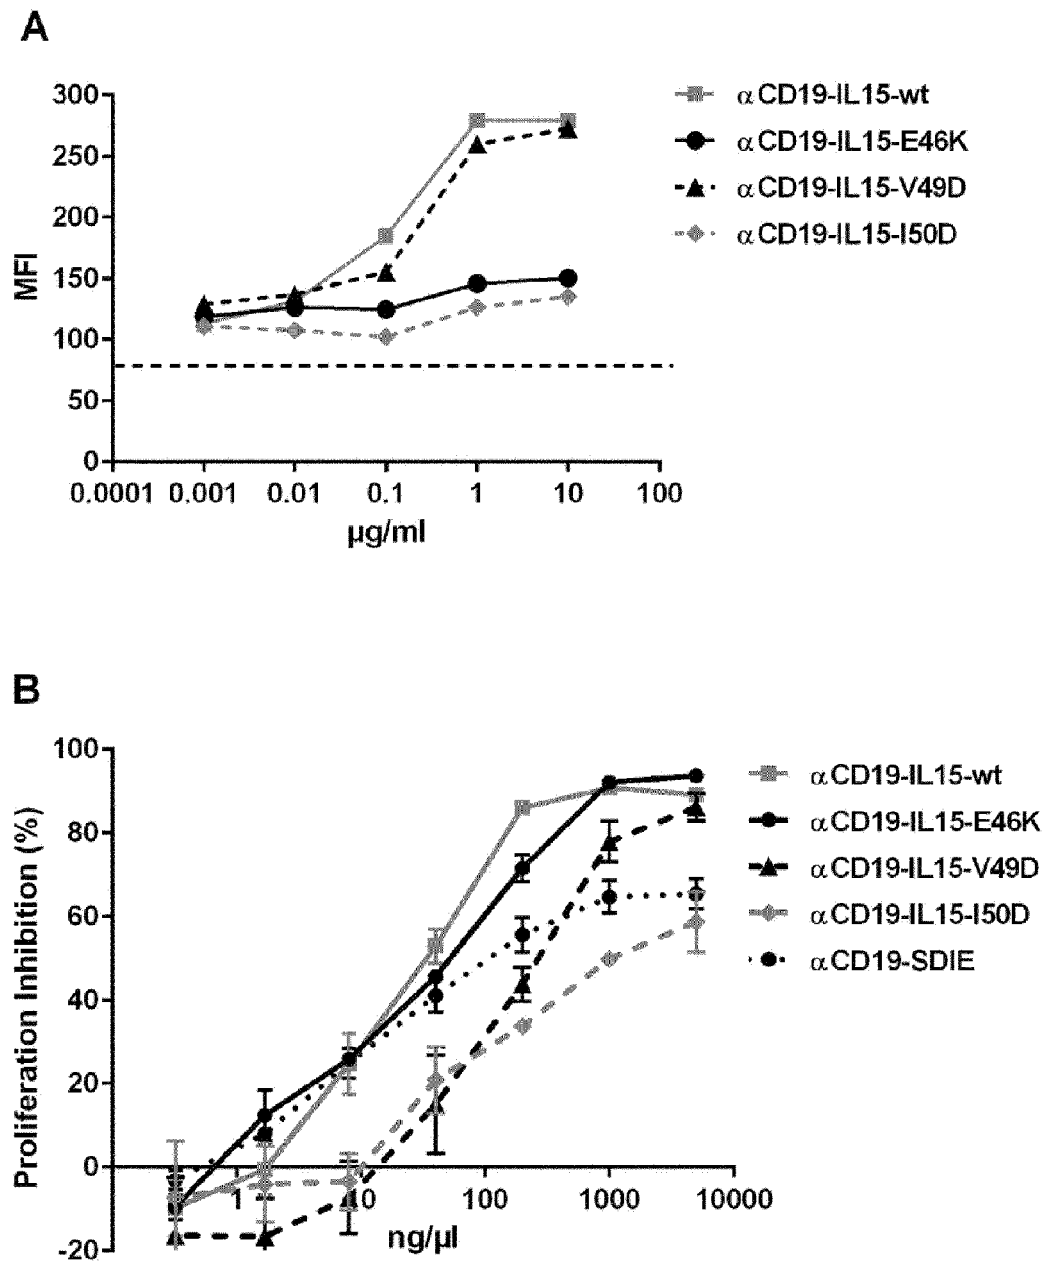 A
300
250
200
150
100
50
0
MFI
0.0001 0.001 0.01 0.1 1 10 100
µg/ml
αCD19-IL15-wt
αCD19-IL15-E46K
αCD19-IL15-V49D
αCD19-IL15-I50D
B
100
80
60
40
20
0
-20
Proliferation Inhibition (%)
1 10 100 1000 10000
ng/µl
αCD19-IL15-wt
αCD19-IL15-E46K
αCD19-IL15-V49D
αCD19-IL15-I50D
αCD19-SDIE